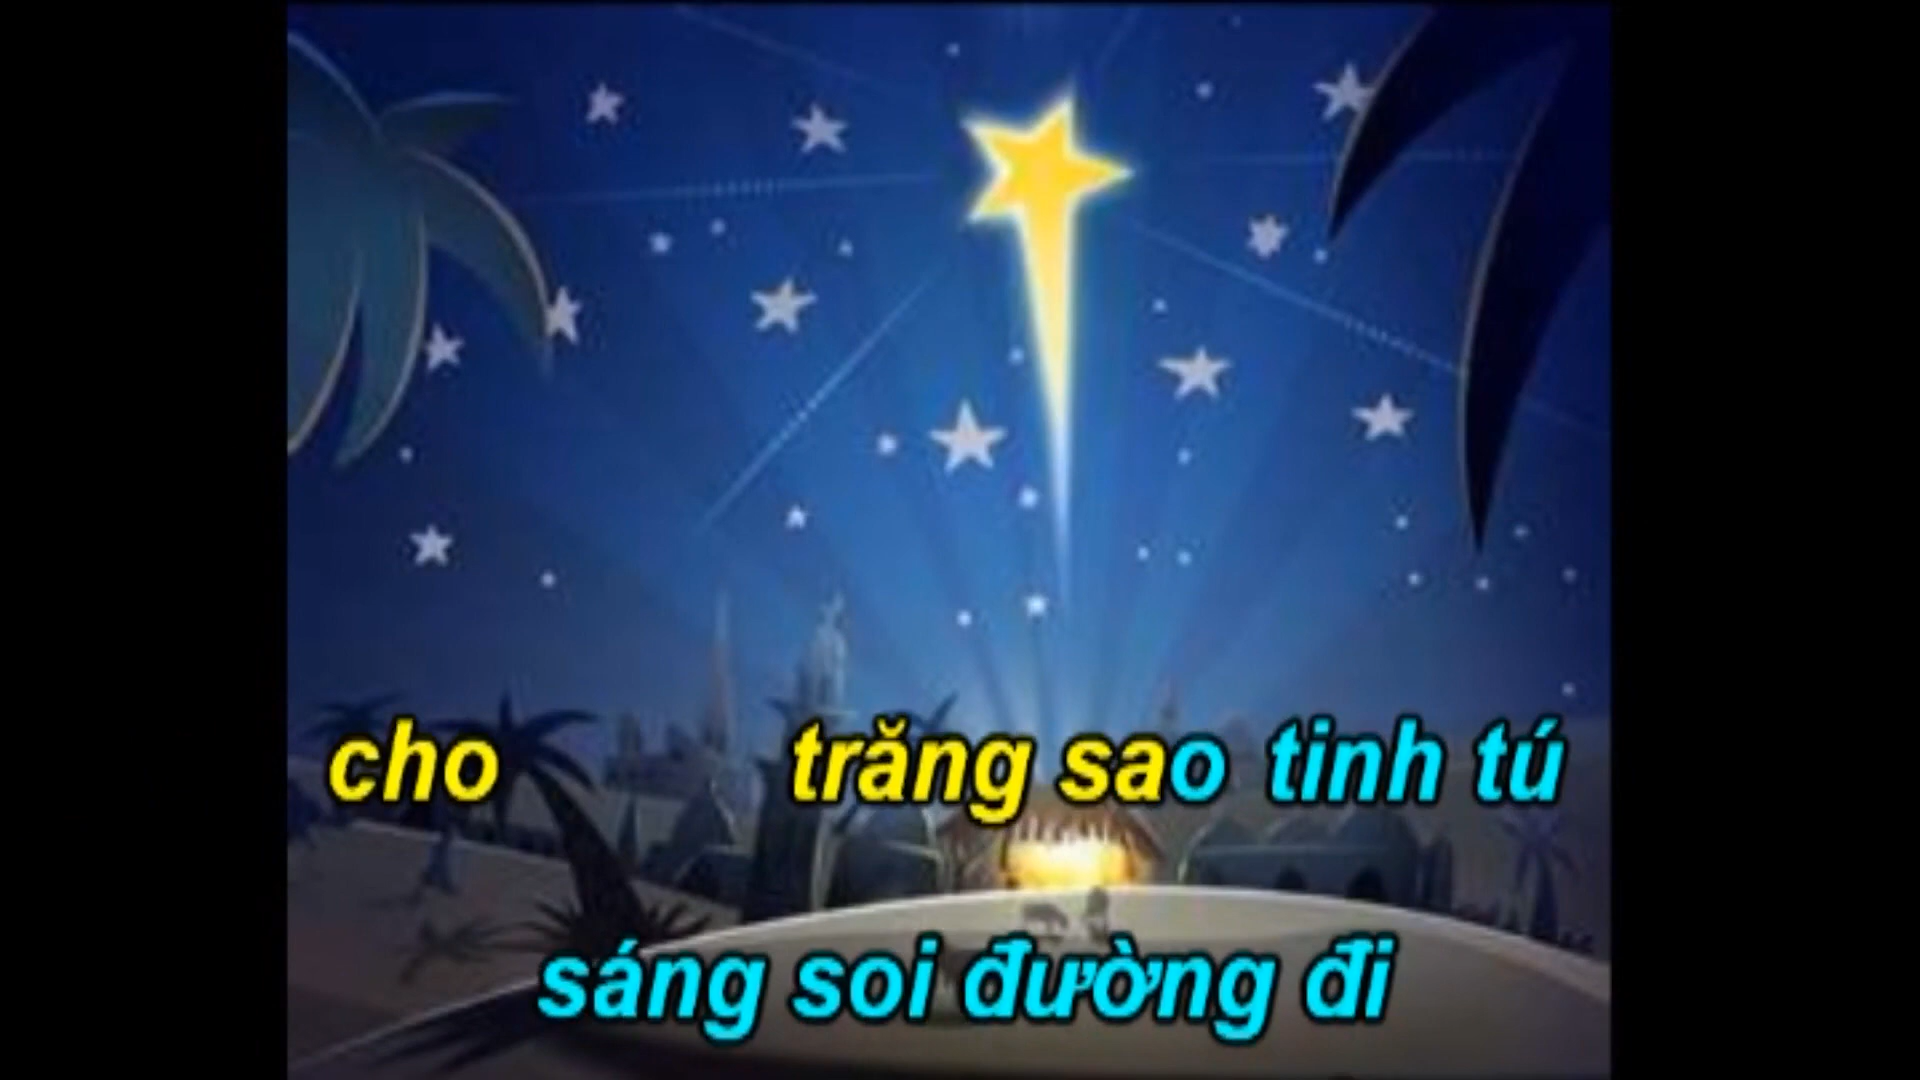 cho trăng sao tinh tú
sáng soi đường đi